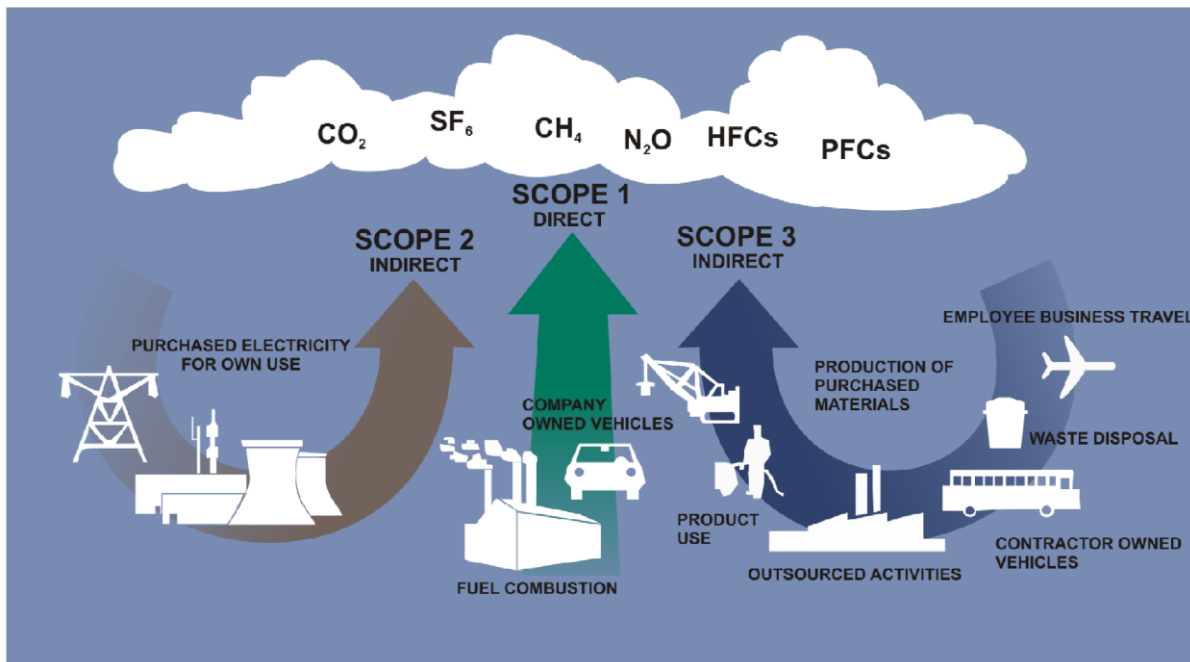 CO₂
SF₆
CH₄
N₂O
HFCs
PFCs
SCOPE 1
DIRECT
SCOPE 2
INDIRECT
SCOPE 3
INDIRECT
PURCHASED ELECTRICITY
FOR OWN USE
COMPANY
OWNED VEHICLES
FUEL COMBUSTION
EMPLOYEE BUSINESS TRAVEL
PRODUCTION OF
PURCHASED
MATERIALS
WASTE DISPOSAL
PRODUCT
USE
CONTRACTOR OWNED
VEHICLES
OUTSOURCED ACTIVITIES